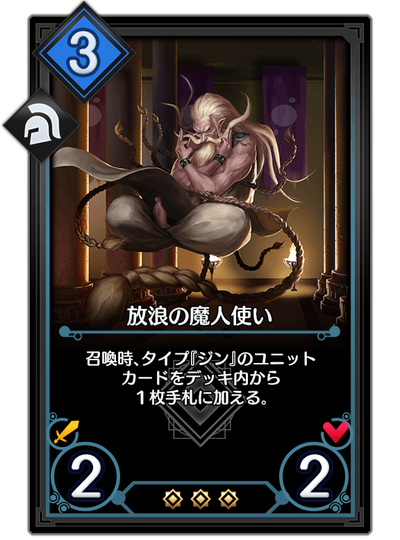 3
放浪の魔人使い
召喚時、タイプ『ジン』のユニット
カードをデッキ内から
1枚手札に加える。
2
2